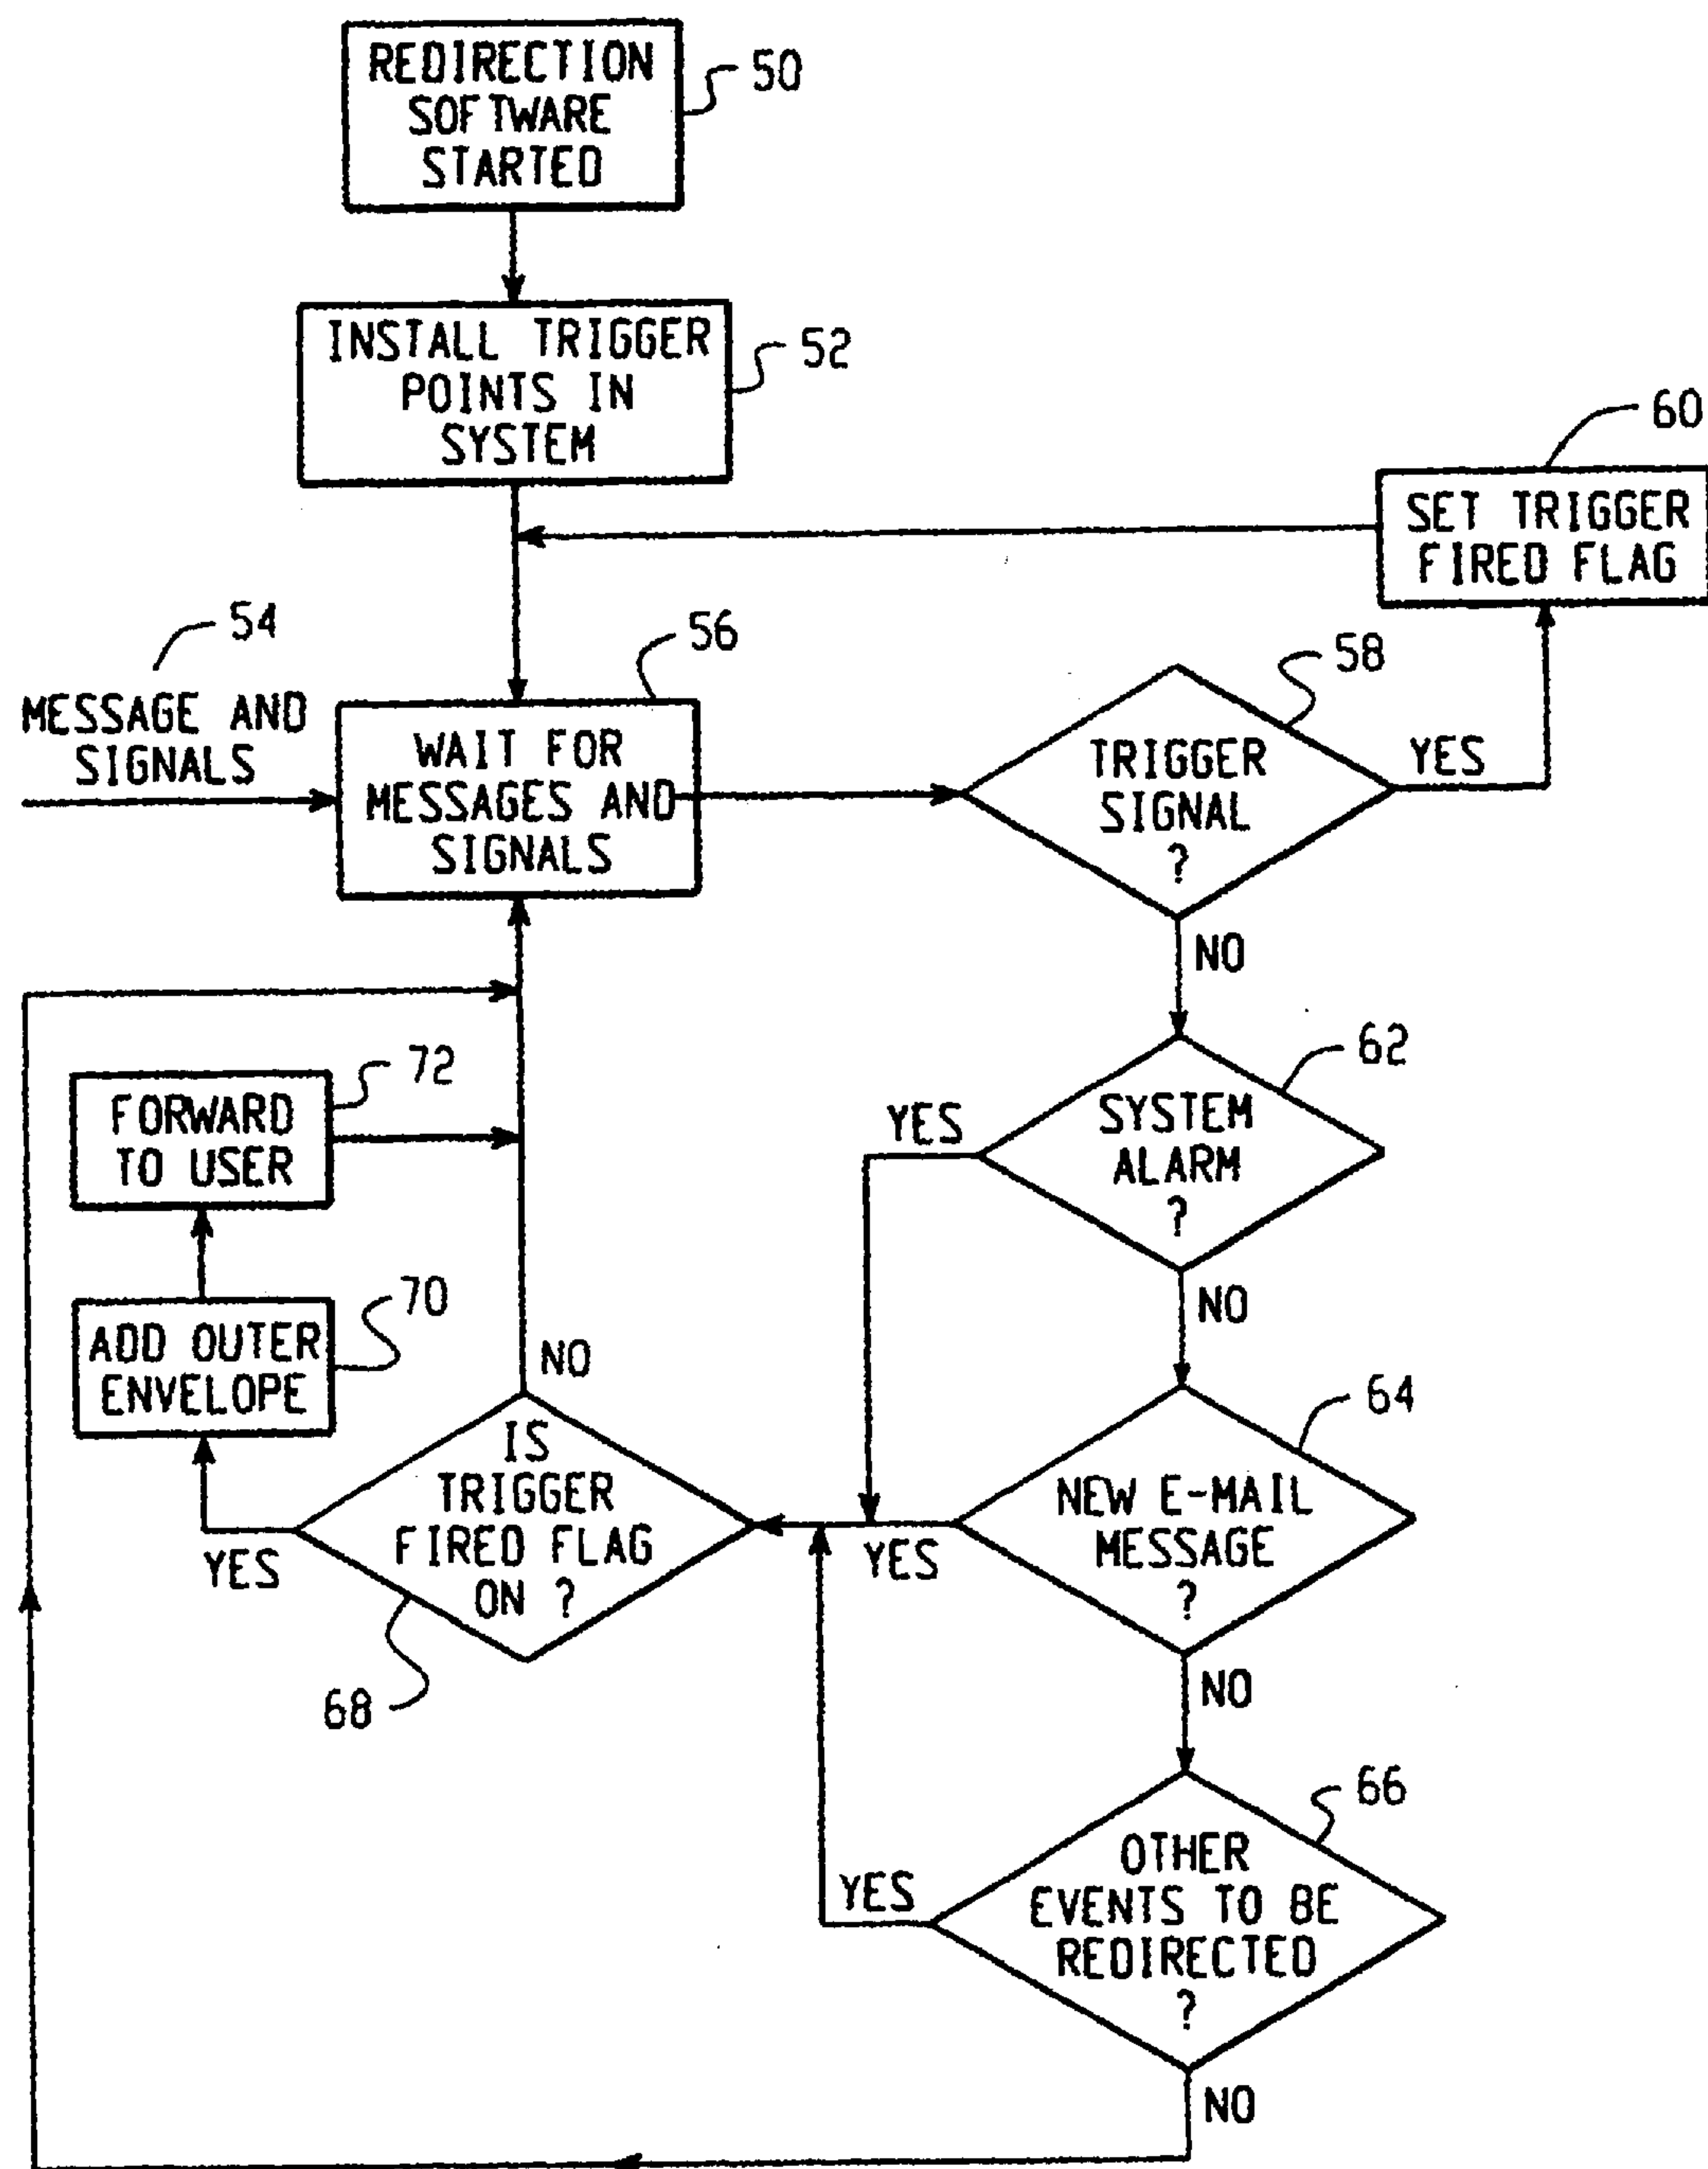 REDIRECTION
SOFTWARE
STARTED
50
INSTALL TRIGGER
POINTS IN
SYSTEM
52
60
SET TRIGGER
FIRED FLAG
54
MESSAGE AND
SIGNALS
56
WAIT FOR
MESSAGES AND
SIGNALS
58
TRIGGER
SIGNAL
?
YES
NO
62
SYSTEM
ALARM
?
YES
NO
72
FORWARD
TO USER
70
ADD OUTER
ENVELOPE
NO
IS
TRIGGER
FIRED FLAG
ON ?
YES
68
64
NEW E-MAIL
MESSAGE
?
YES
NO
66
OTHER
EVENTS TO BE
REDIRECTED
?
YES
NO